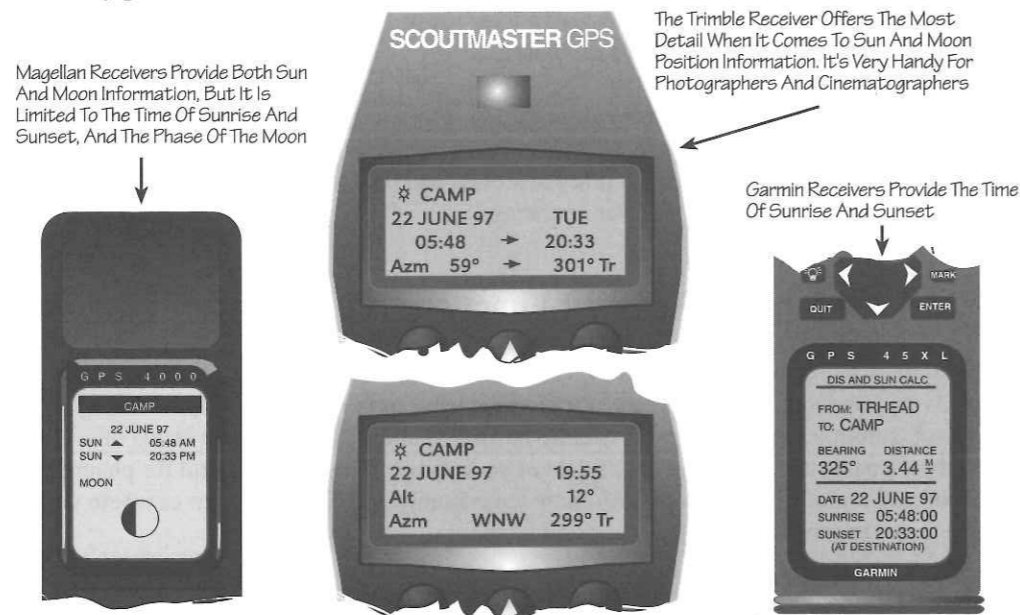 The Trimble Receiver Offers The Most
Detail When It Comes To Sun And Moon
Position Information. It's Very Handy For
Photographers And Cinematographers
Magellan Receivers Provide Both Sun
And Moon Information, But It Is
Limited To The Time Of Sunrise And
Sunset, And The Phase Of The Moon
Garmin Receivers Provide The Time
Of Sunrise And Sunset
SCOUTMASTER GPS
CAMP
22 JUNE 97 TUE
05:48 → 20:33
Azm 59° → 301° Tr
CAMP
22 JUNE 97 19:55
Alt 12°
Azm WNW 299° Tr
GPS 4000
CAMP
22 JUNE 97
SUN ▲ 05:48 AM
SUN ▼ 20:33 PM
MOON
MARK
QUIT ENTER
GPS 45XL
DIS AND SUN CALC
FROM: TRHEAD
TO: CAMP
BEARING DISTANCE
325° 3.44 MI
DATE 22 JUNE 97
SUNRISE 05:48:00
SUNSET 20:33:00
(AT DESTINATION)
GARMIN